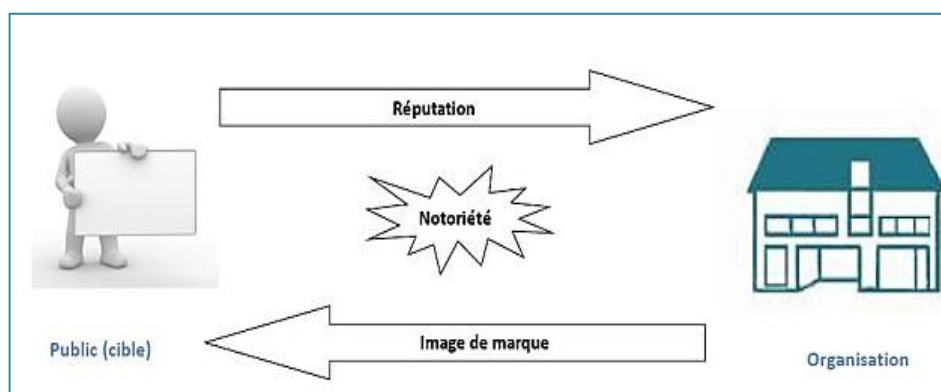 Réputation
Notoriété
Image de marque
Public (cible)
Organisation